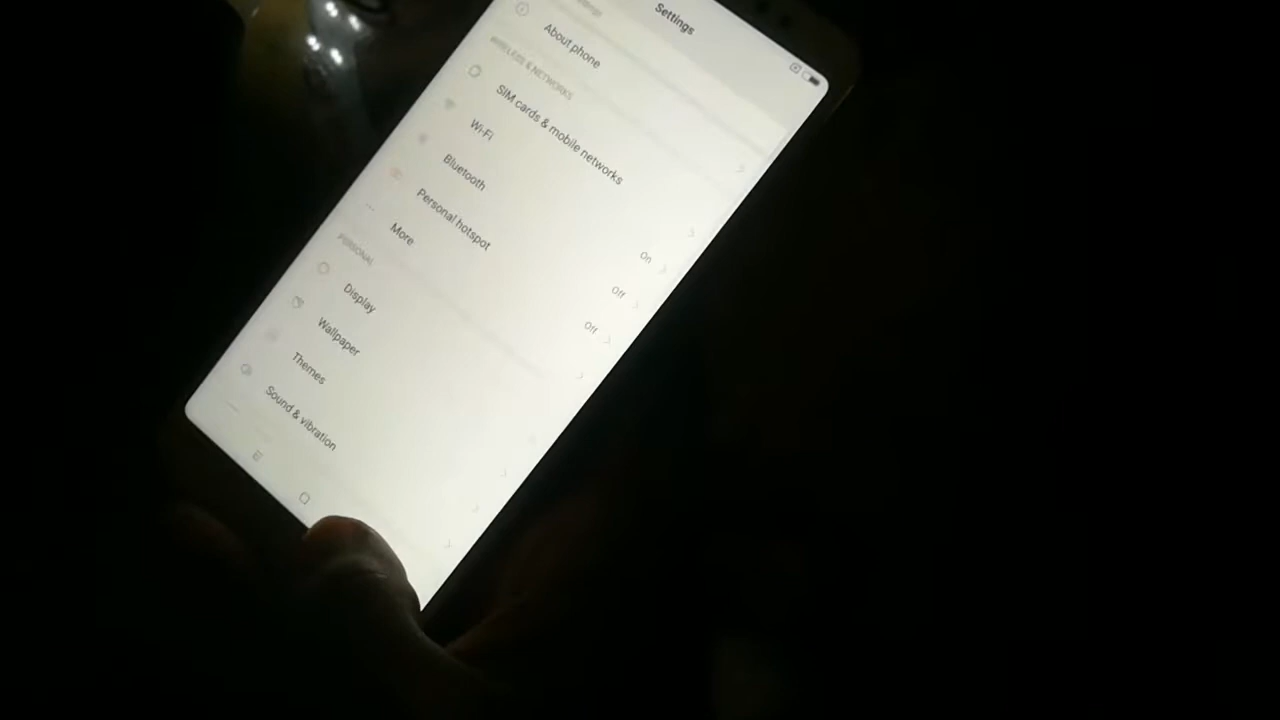 Settings
About phone
WIRELESS & NETWORKS
SIM cards & mobile networks
Wi-Fi
On
Bluetooth
Off
Personal hotspot
Off
More
PERSONAL
Display
Wallpaper
Themes
Sound & vibration